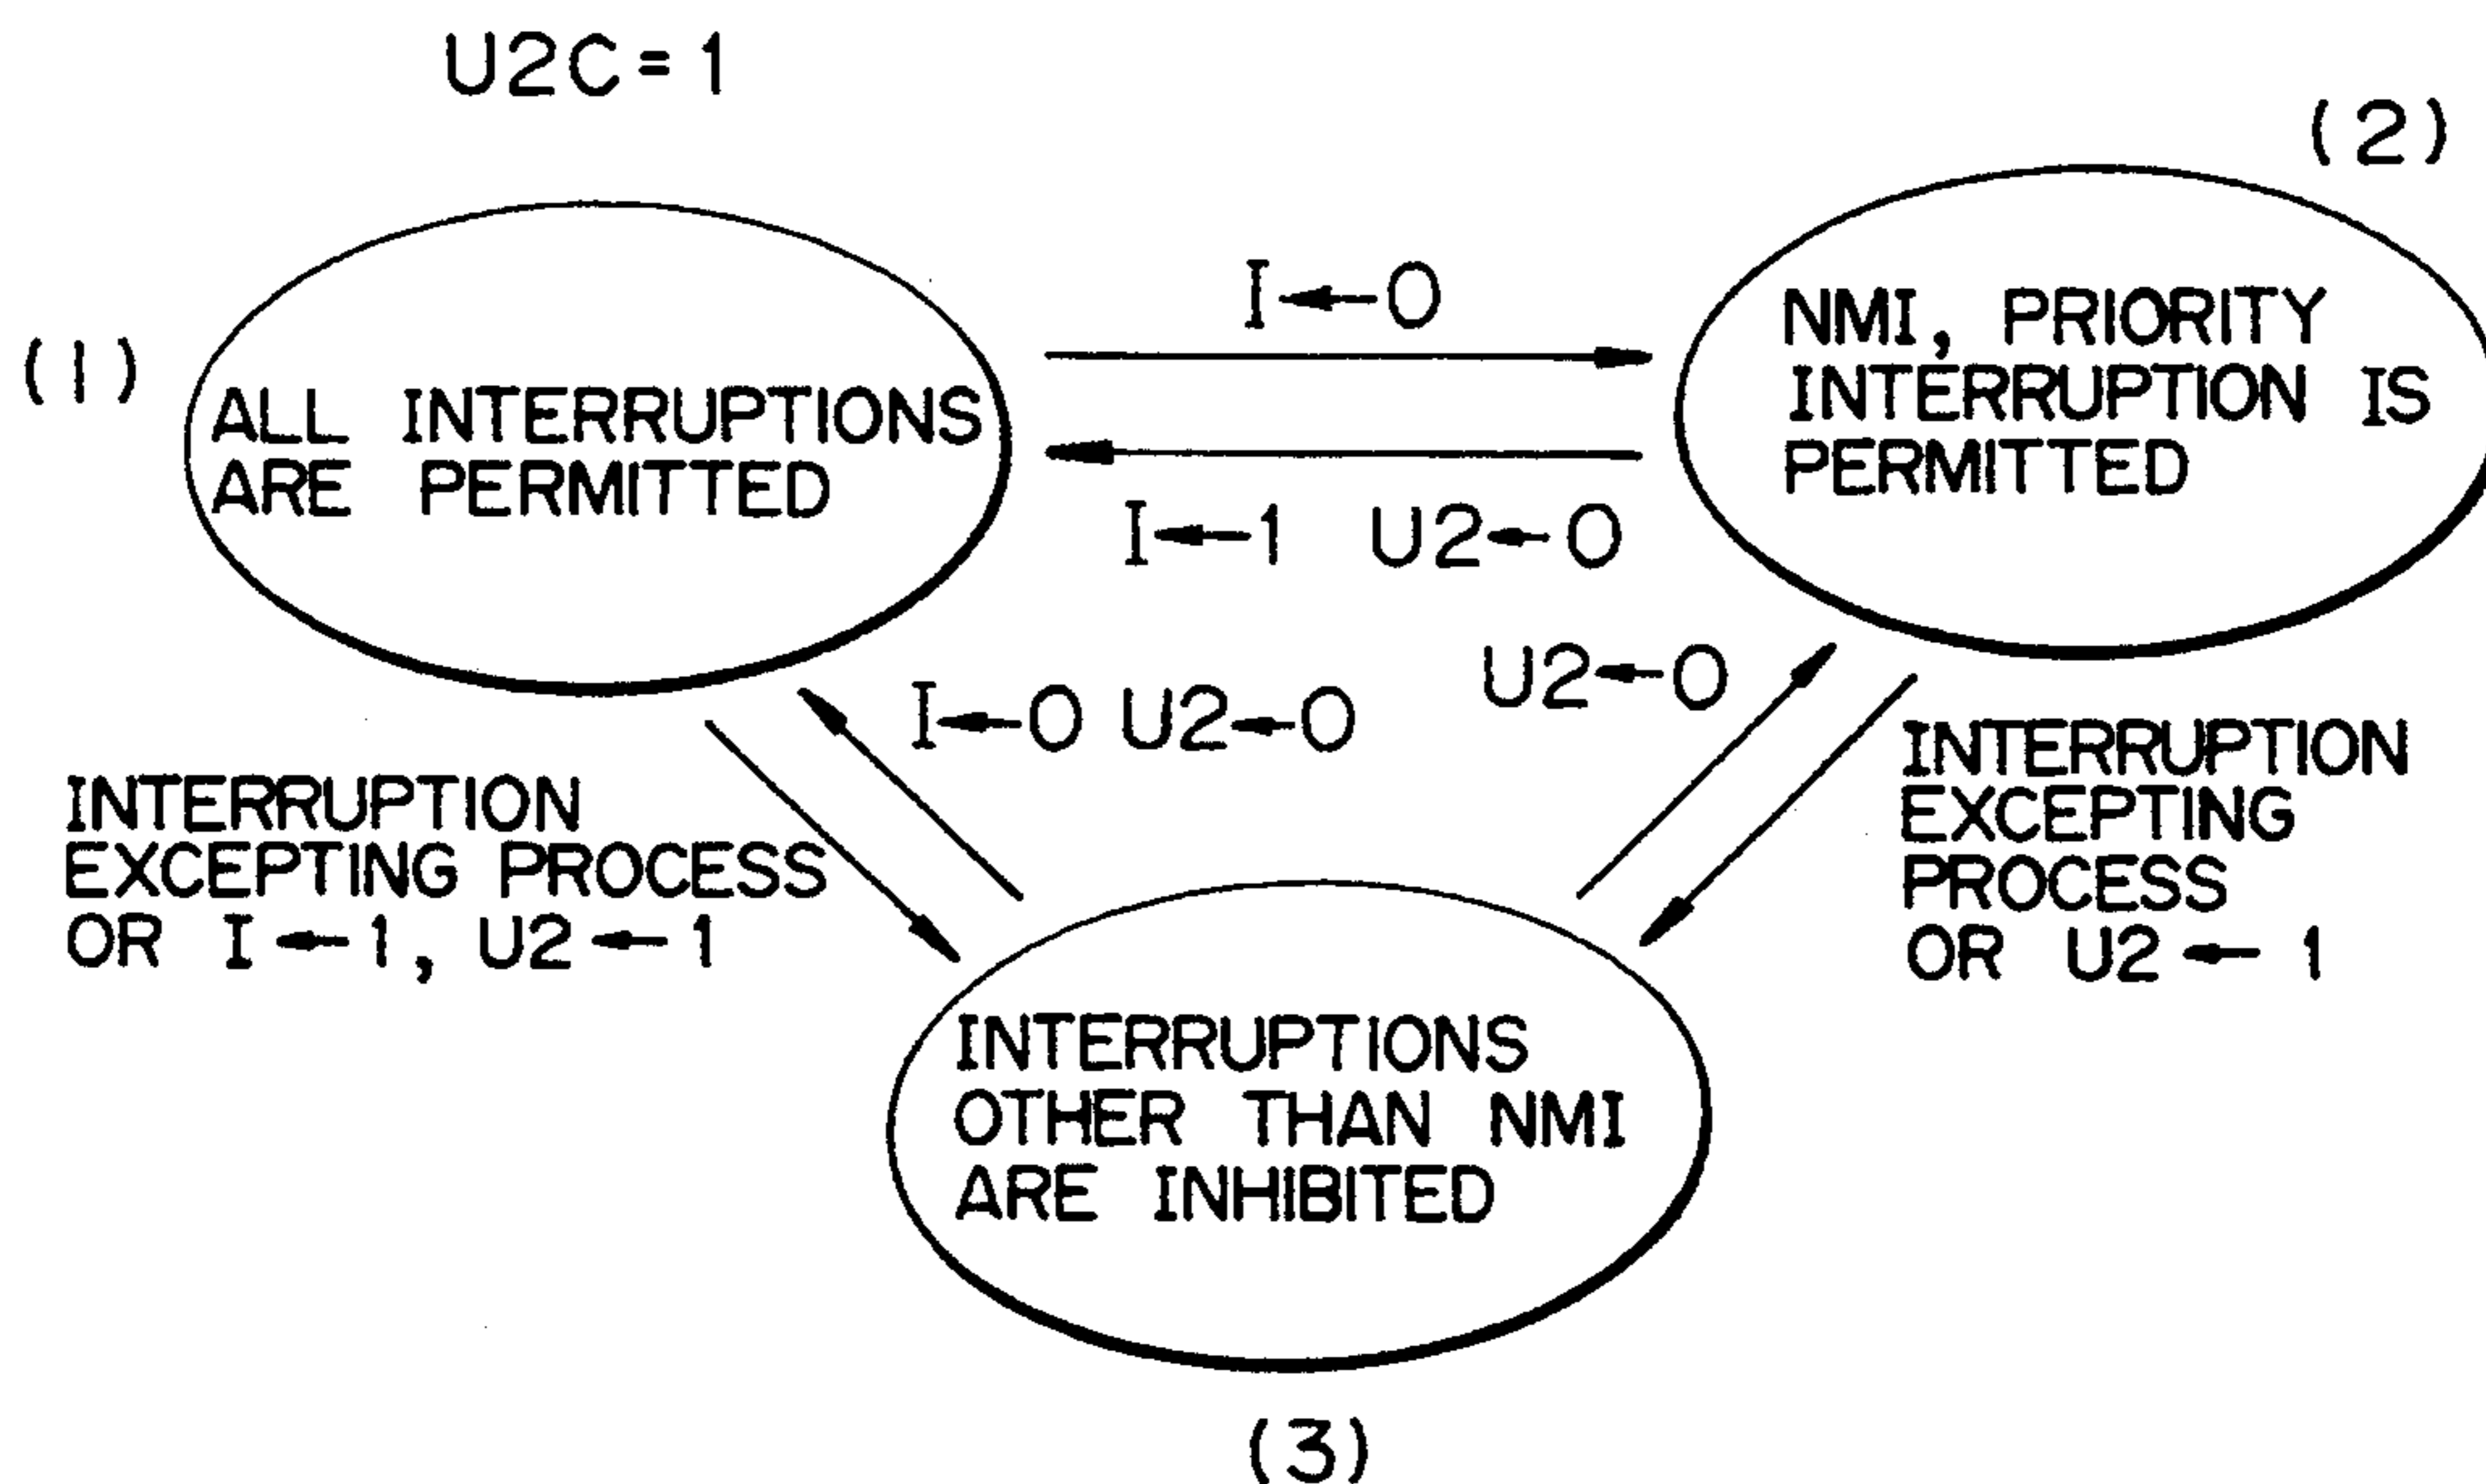 U2C=1
(2)
(1)
ALL INTERRUPTIONS
ARE PERMITTED
I←0
I←1 U2←0
NMI, PRIORITY
INTERRUPTION IS
PERMITTED
I←0 U2←0
U2←0
INTERRUPTION
EXCEPTING PROCESS
OR I←1, U2←1
INTERRUPTION
EXCEPTING
PROCESS
OR U2←1
INTERRUPTIONS
OTHER THAN NMI
ARE INHIBITED
(3)